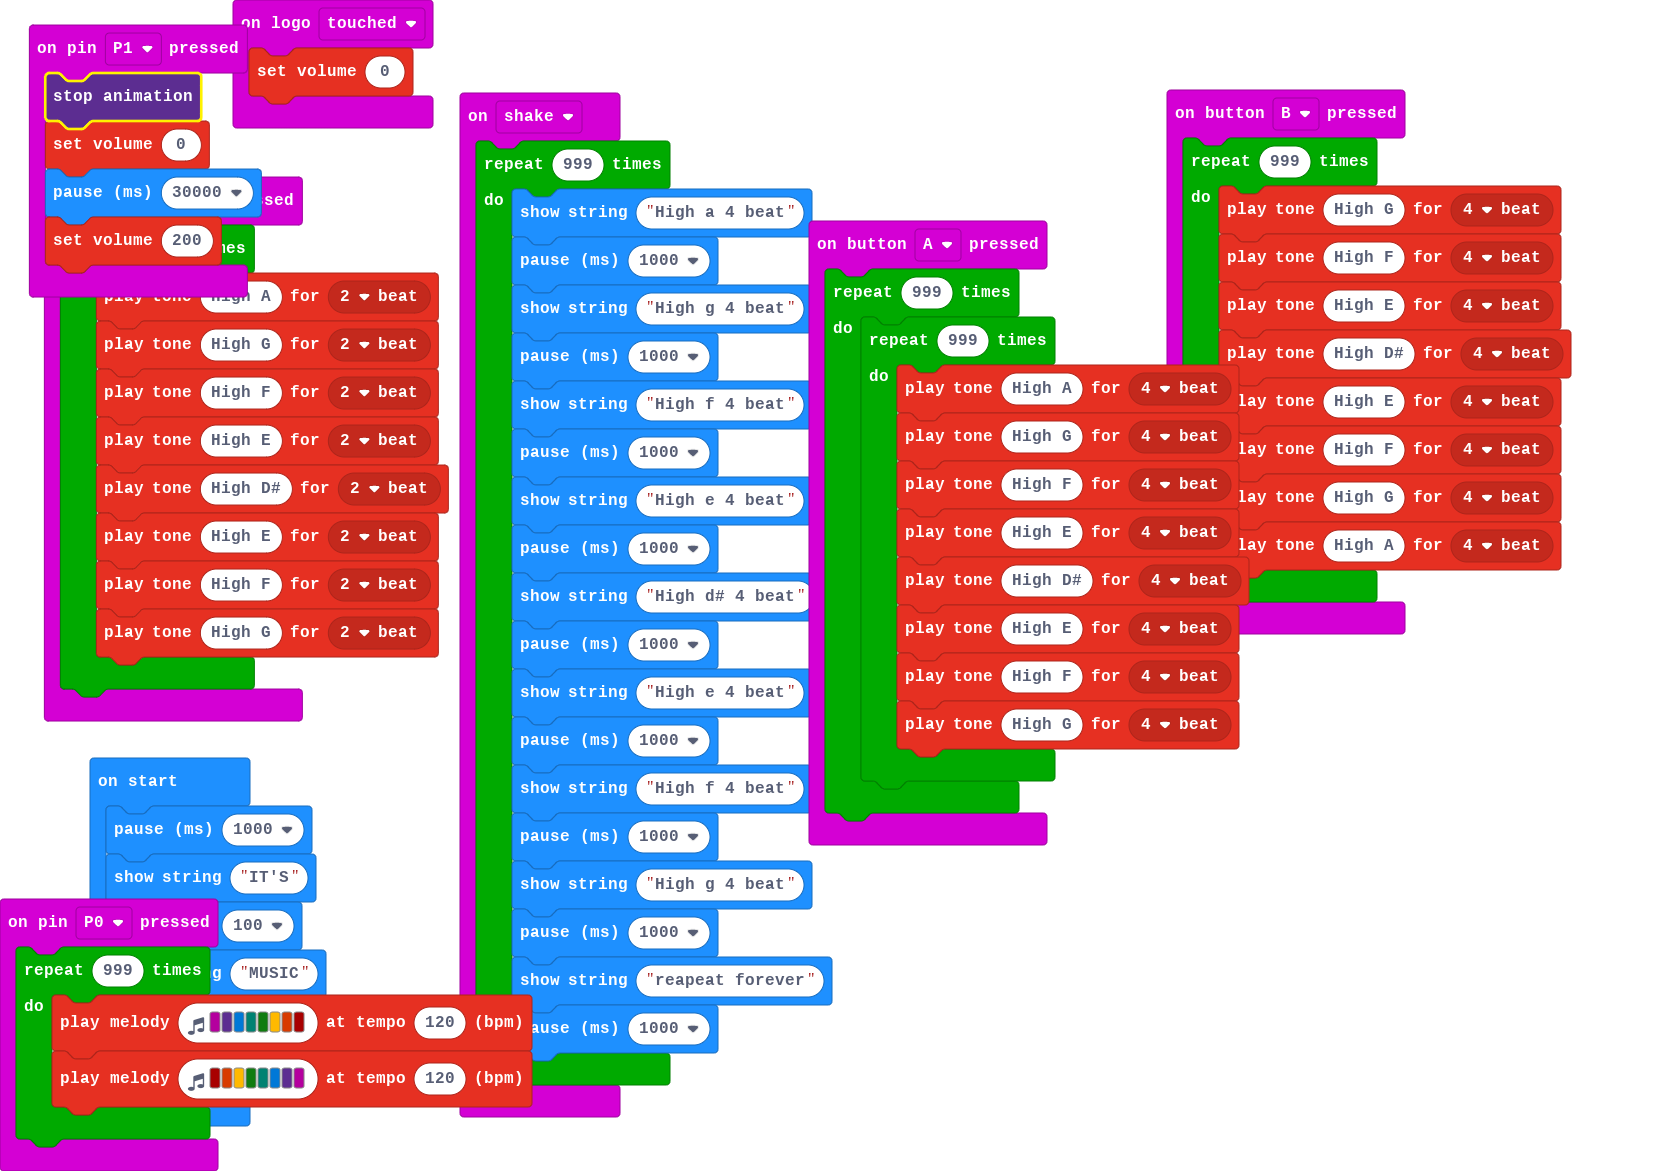 on logo touched
set volume 0
on pin P1 pressed
stop animation
set volume 0
pause (ms) 30000
set volume 200
High A for 2 beat
play tone High G for 2 beat
play tone High F for 2 beat
play tone High E for 2 beat
play tone High D# for 2 beat
play tone High E for 2 beat
play tone High F for 2 beat
play tone High G for 2 beat
on start
pause (ms) 1000
show string "IT'S"
100
"MUSIC"
on pin P0 pressed
repeat 999 times
do
play melody at tempo 120 (bpm)
play melody at tempo 120 (bpm)
on shake
repeat 999 times
do
show string "High a 4 beat"
pause (ms) 1000
show string "High g 4 beat"
pause (ms) 1000
show string "High f 4 beat"
pause (ms) 1000
show string "High e 4 beat"
pause (ms) 1000
show string "High d# 4 beat"
pause (ms) 1000
show string "High e 4 beat"
pause (ms) 1000
show string "High f 4 beat"
pause (ms) 1000
show string "High g 4 beat"
pause (ms) 1000
show string "reapeat forever"
ause (ms) 1000
on button A pressed
repeat 999 times
do
repeat 999 times
do
play tone High A for 4 beat
play tone High G for 4 beat
play tone High F for 4 beat
play tone High E for 4 beat
play tone High D# for 4 beat
play tone High E for 4 beat
play tone High F for 4 beat
play tone High G for 4 beat
on button B pressed
repeat 999 times
do
play tone High G for 4 beat
play tone High F for 4 beat
play tone High E for 4 beat
play tone High D# for 4 beat
lay tone High E for 4 beat
lay tone High F for 4 beat
lay tone High G for 4 beat
lay tone High A for 4 beat